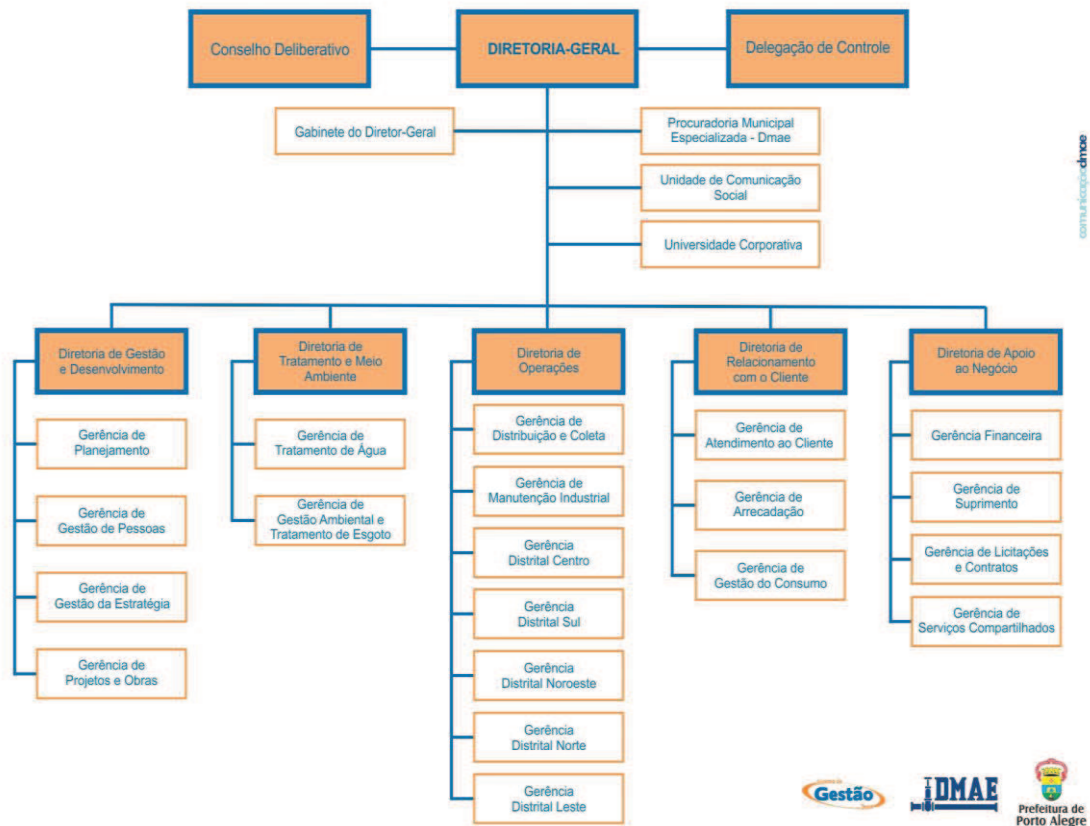 Conselho Deliberativo
DIRETORIA-GERAL
Delegação de Controle
Gabinete do Diretor-Geral
Procuradoria Municipal
Especializada - Dmae
Unidade de Comunicação
Social
Universidade Corporativa
comunicaçãodmae
Diretoria de Gestão
e Desenvolvimento
Gerência de
Planejamento
Gerência de
Gestão de Pessoas
Gerência de
Gestão da Estratégia
Gerência de
Projetos e Obras
Diretoria de
Tratamento e Meio
Ambiente
Gerência de
Tratamento de Água
Gerência de
Gestão Ambiental e
Tratamento de Esgoto
Diretoria de
Operações
Gerência de
Distribuição e Coleta
Gerência de
Manutenção Industrial
Gerência
Distrital Centro
Gerência
Distrital Sul
Gerência
Distrital Noroeste
Gerência
Distrital Norte
Gerência
Distrital Leste
Diretoria de
Relacionamento
com o Cliente
Gerência de
Atendimento ao Cliente
Gerência de
Arrecadação
Gerência de
Gestão do Consumo
Diretoria de Apoio
ao Negócio
Gerência Financeira
Gerência de
Suprimento
Gerência de Licitações
e Contratos
Gerência de
Serviços Compartilhados
Gestão
DMAE
Prefeitura de
Porto Alegre